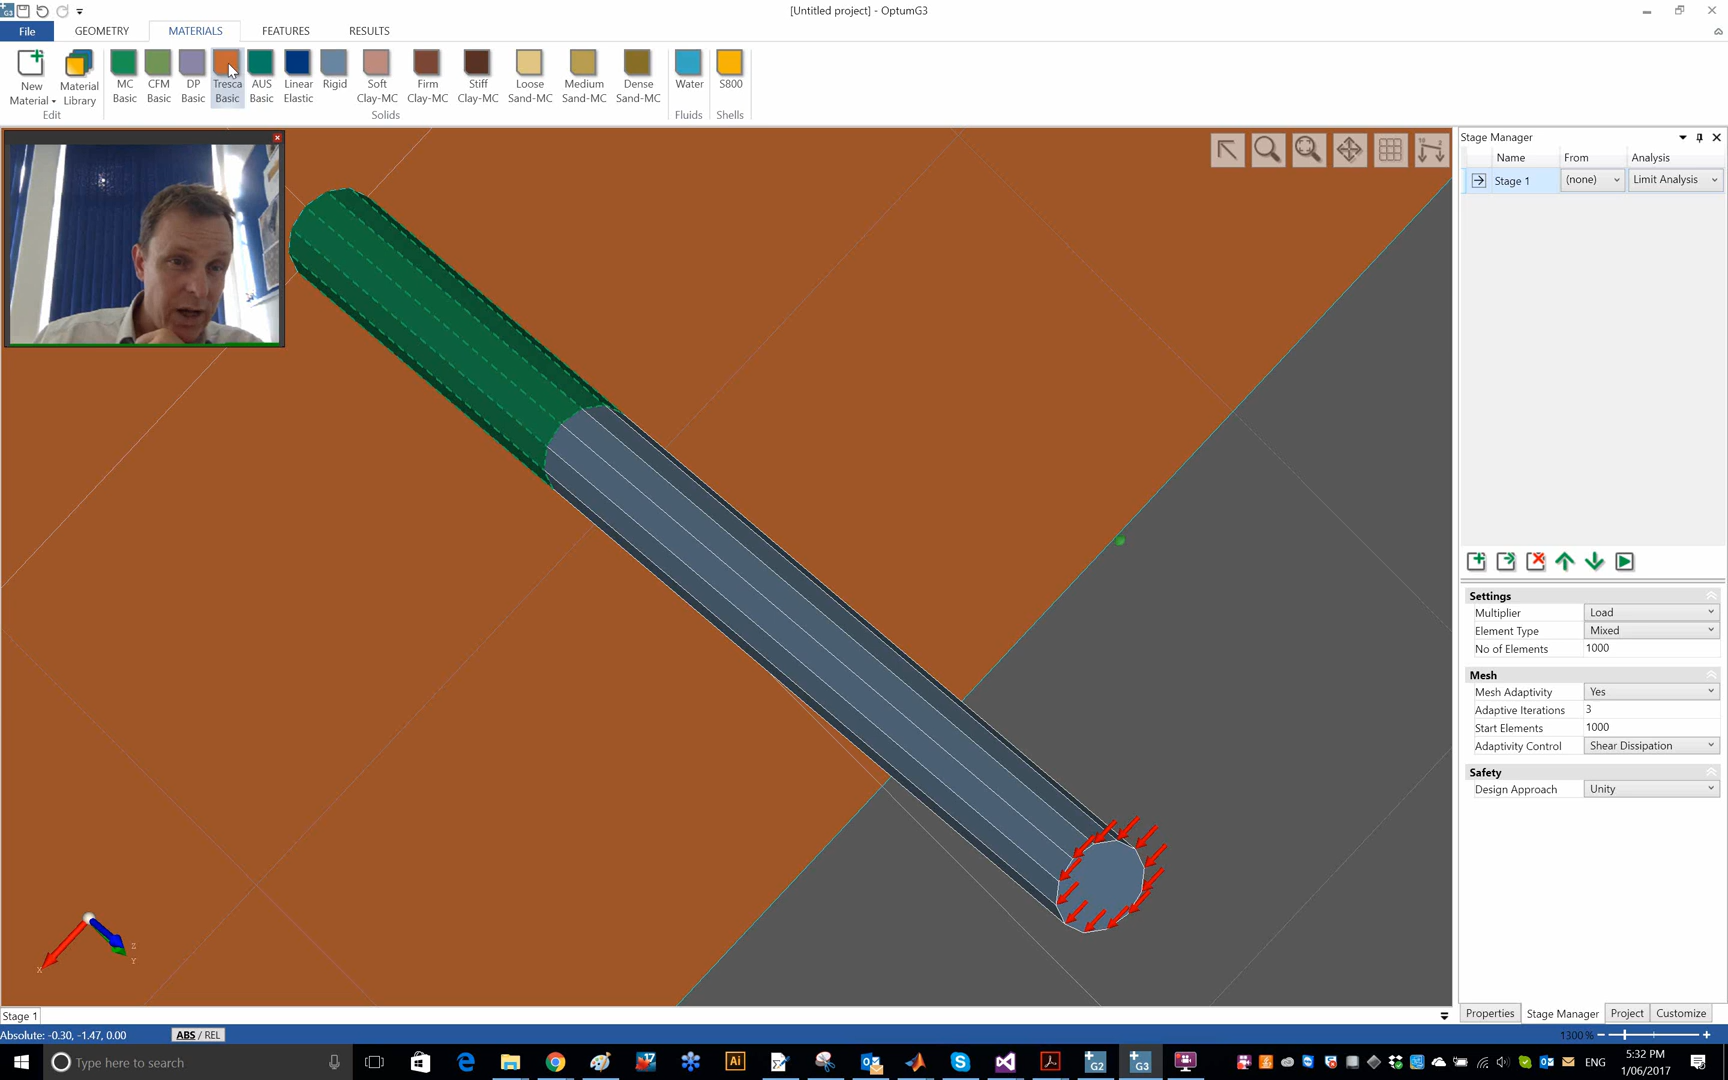 [Untitled project] - OptumG3
File GEOMETRY MATERIALS FEATURES RESULTS
New Material
Material Library
MC Basic
CFM Basic
DP Basic
Tresca Basic
AUS Basic
Linear Elastic
Rigid
Soft Clay-MC
Firm Clay-MC
Stiff Clay-MC
Loose Sand-MC
Medium Sand-MC
Dense Sand-MC
Water
S800
Edit Solids Fluids Shells
Stage Manager
Name From Analysis
Stage 1 (none) Limit Analysis
Settings
Multiplier Load
Element Type Mixed
No of Elements 1000
Mesh
Mesh Adaptivity Yes
Adaptive Iterations 3
Start Elements 1000
Adaptivity Control Shear Dissipation
Safety
Design Approach Unity
X
Z
Y
Properties Stage Manager Project Customize
Stage 1
Absolute: -0.30, -1.47, 0.00 ABS / REL 1300%
Type here to search
17
Ai
G2
G3
ENG
5:32 PM
1/06/2017